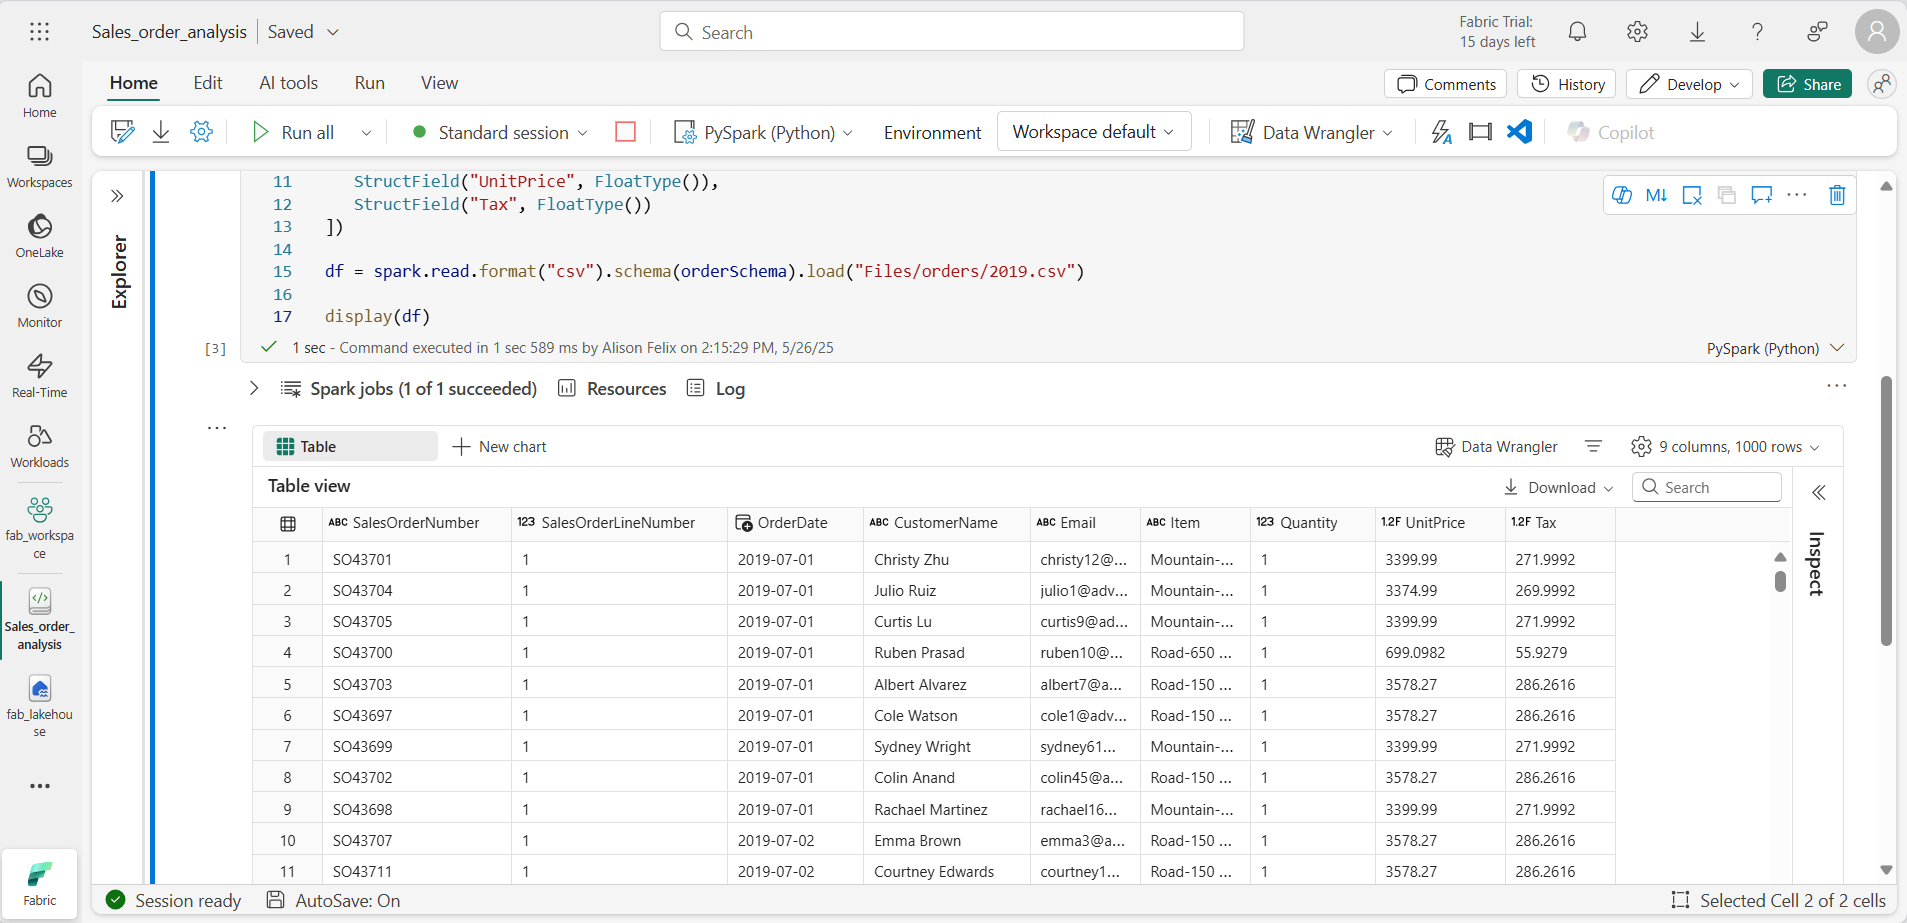 Sales_order_analysis Saved
Search
Fabric Trial:
15 days left
Home Edit AI tools Run View
Comments History Develop Share
Run all Standard session PySpark (Python) Environment Workspace default Data Wrangler Copilot
Home
Workspaces
OneLake
Monitor
Real-Time
Workloads
fab_workspa
ce
Sales_order_
analysis
fab_lakehou
se
Fabric
Explorer
11 StructField("UnitPrice", FloatType()),
12 StructField("Tax", FloatType())
13 ])
14
15 df = spark.read.format("csv").schema(orderSchema).load("Files/orders/2019.csv")
16
17 display(df)
M↓
[3] 1 sec - Command executed in 1 sec 589 ms by Alison Felix on 2:15:29 PM, 5/26/25 PySpark (Python)
Spark jobs (1 of 1 succeeded) Resources Log
Table New chart Data Wrangler 9 columns, 1000 rows
Table view Download Search
Inspect
ABC SalesOrderNumber 123 SalesOrderLineNumber OrderDate ABC CustomerName ABC Email ABC Item 123 Quantity 1.2F UnitPrice 1.2F Tax
1 SO43701 1 2019-07-01 Christy Zhu christy12@... Mountain-... 1 3399.99 271.9992
2 SO43704 1 2019-07-01 Julio Ruiz julio1@adv... Mountain-... 1 3374.99 269.9992
3 SO43705 1 2019-07-01 Curtis Lu curtis9@ad... Mountain-... 1 3399.99 271.9992
4 SO43700 1 2019-07-01 Ruben Prasad ruben10@... Road-650 ... 1 699.0982 55.9279
5 SO43703 1 2019-07-01 Albert Alvarez albert7@a... Road-150 ... 1 3578.27 286.2616
6 SO43697 1 2019-07-01 Cole Watson cole1@adv... Road-150 ... 1 3578.27 286.2616
7 SO43699 1 2019-07-01 Sydney Wright sydney61... Mountain-... 1 3399.99 271.9992
8 SO43702 1 2019-07-01 Colin Anand colin45@a... Road-150 ... 1 3578.27 286.2616
9 SO43698 1 2019-07-01 Rachael Martinez rachael16... Mountain-... 1 3399.99 271.9992
10 SO43707 1 2019-07-02 Emma Brown emma3@a... Road-150 ... 1 3578.27 286.2616
11 SO43711 1 2019-07-02 Courtney Edwards courtney1... Road-150 ... 1 3578.27 286.2616
Session ready AutoSave: On Selected Cell 2 of 2 cells